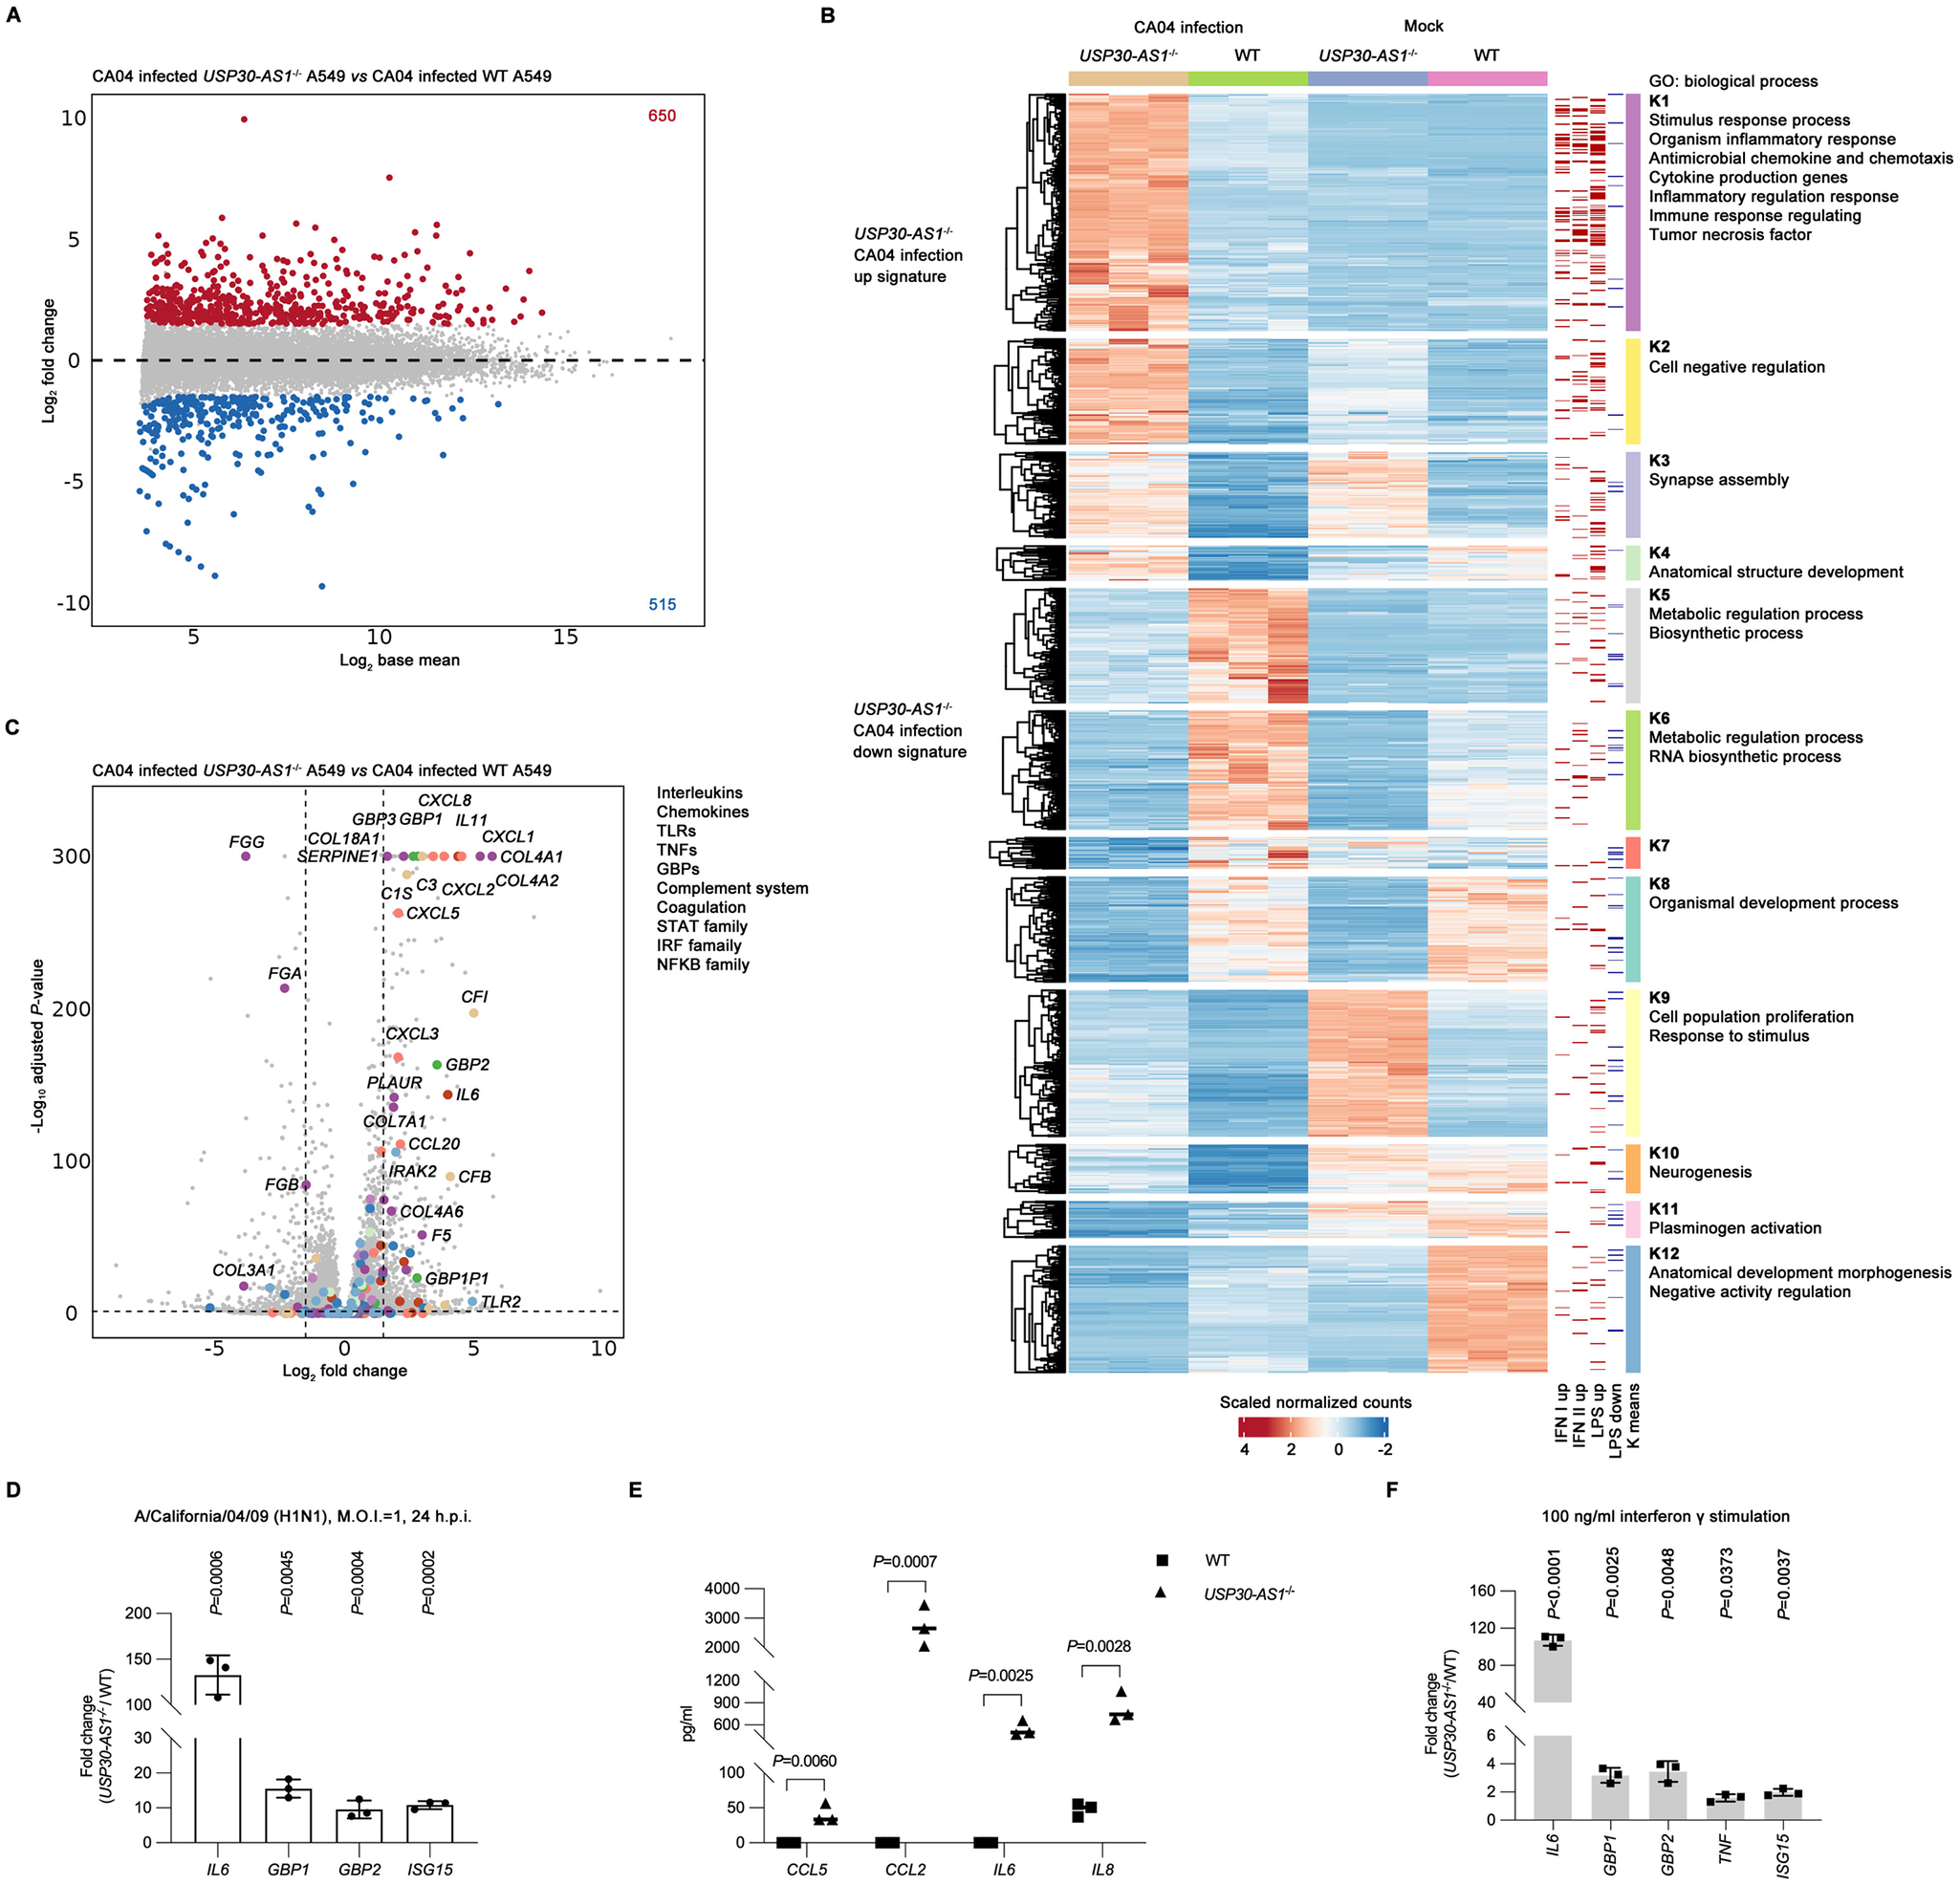 A
CA04 infected USP30-AS1-/- A549 vs CA04 infected WT A549
650
10
5
0
-5
-10
515
5
10
15
Log2 fold change
Log2 base mean
B
CA04 infection
Mock
USP30-AS1-/-
WT
USP30-AS1-/-
WT
GO: biological process
USP30-AS1-/-
CA04 infection
up signature
USP30-AS1-/-
CA04 infection
down signature
K1
Stimulus response process
Organism inflammatory response
Antimicrobial chemokine and chemotaxis
Cytokine production genes
Inflammatory regulation response
Immune response regulating
Tumor necrosis factor
K2
Cell negative regulation
K3
Synapse assembly
K4
Anatomical structure development
K5
Metabolic regulation process
Biosynthetic process
K6
Metabolic regulation process
RNA biosynthetic process
K7
K8
Organismal development process
K9
Cell population proliferation
Response to stimulus
K10
Neurogenesis
K11
Plasminogen activation
K12
Anatomical development morphogenesis
Negative activity regulation
IFN I up
IFN II up
LPS up
LPS down
K means
Scaled normalized counts
4
2
0
-2
C
CA04 infected USP30-AS1-/- A549 vs CA04 infected WT A549
CXCL8
GBP3
GBP1
IL11
FGG
COL18A1
CXCL1
SERPINE1
COL4A1
C1S
C3
CXCL2
COL4A2
CXCL5
FGA
CFI
CXCL3
GBP2
PLAUR
IL6
COL7A1
CCL20
IRAK2
CFB
FGB
COL4A6
F5
COL3A1
GBP1P1
TLR2
300
200
100
0
-5
0
5
10
-Log10 adjusted P-value
Log2 fold change
Interleukins
Chemokines
TLRs
TNFs
GBPs
Complement system
Coagulation
STAT family
IRF famaily
NFKB family
D
A/California/04/09 (H1N1), M.O.I.=1, 24 h.p.i.
P=0.0006
P=0.0045
P=0.0004
P=0.0002
200
150
100
30
20
10
0
Fold change
(USP30-AS1-/-/ WT)
IL6
GBP1
GBP2
ISG15
E
P=0.0007
P=0.0025
P=0.0028
P=0.0060
4000
3000
2000
1200
900
600
100
50
0
pg/ml
CCL5
CCL2
IL6
IL8
WT
USP30-AS1-/-
F
100 ng/ml interferon γ stimulation
P<0.0001
P=0.0025
P=0.0048
P=0.0373
P=0.0037
160
120
80
40
6
4
2
0
Fold change
(USP30-AS1-/-/WT)
IL6
GBP1
GBP2
TNF
ISG15